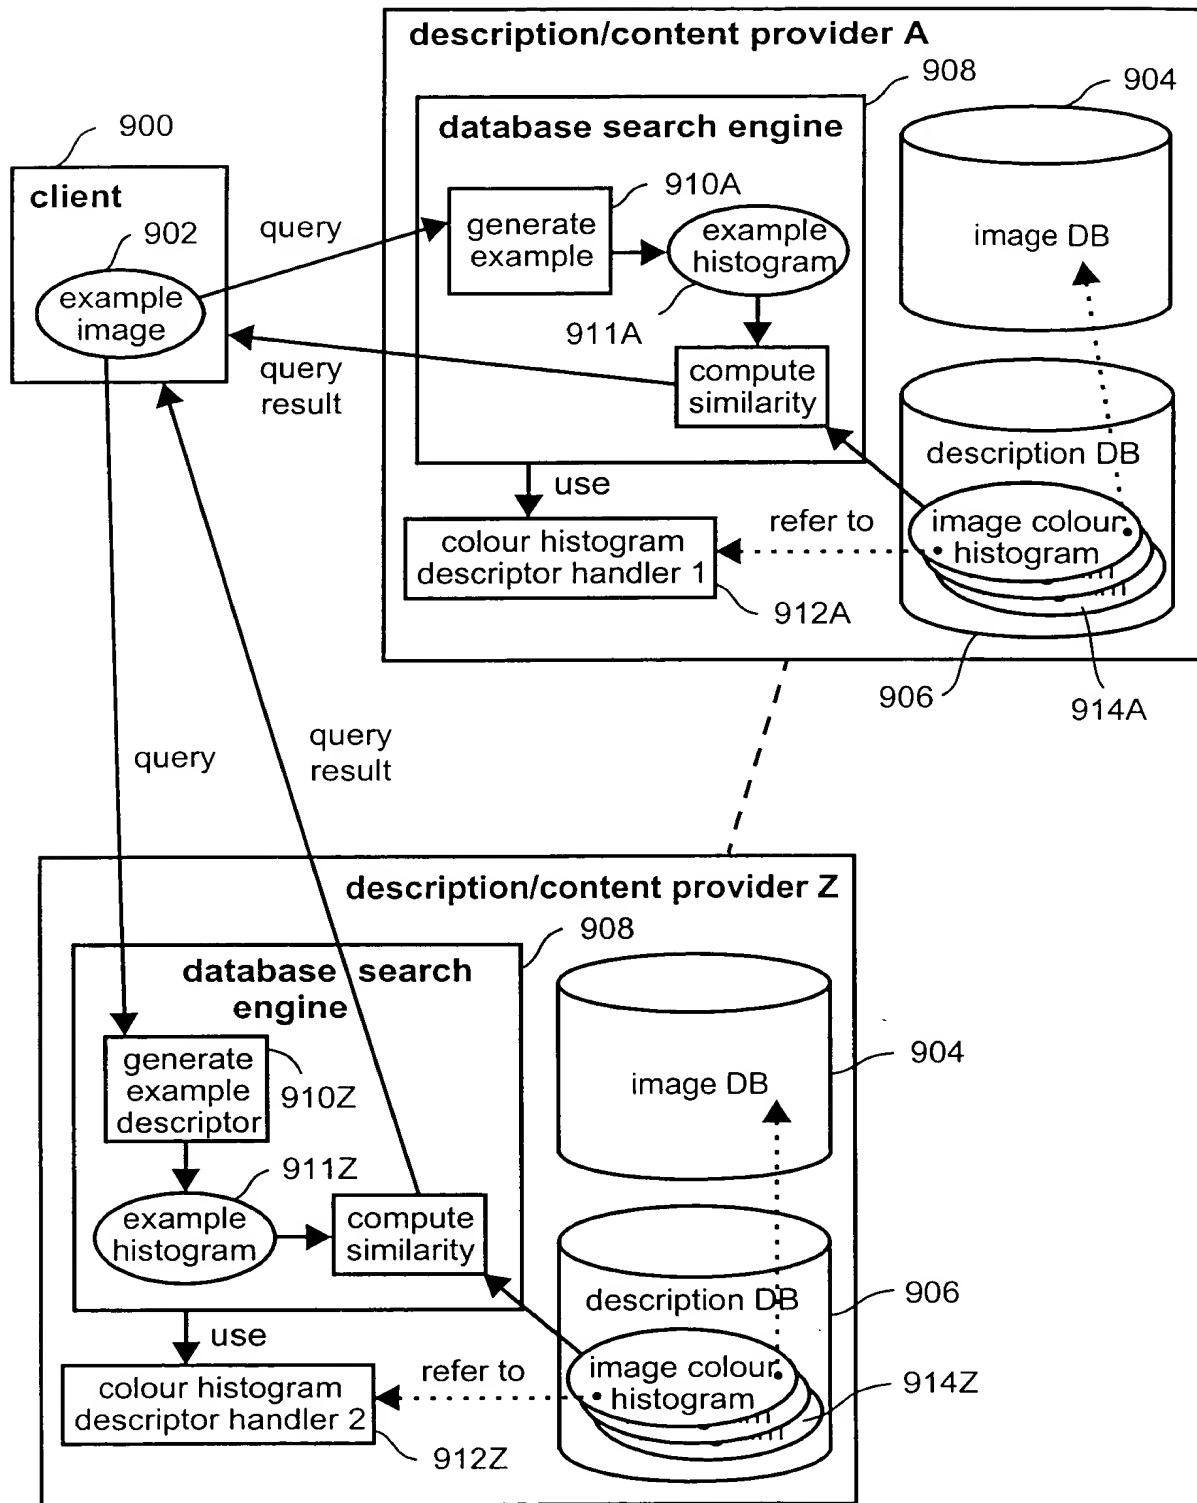 description/content provider A
908
904
database search engine
900
client
910A
902
query
generate
example
example
histogram
image DB
example
image
911A
query
result
compute
similarity
description DB
use
refer to
image colour
histogram
colour histogram
descriptor handler 1
912A
906
914A
query
query
result
description/content provider Z
908
database search
engine
904
generate
example
descriptor
910Z
image DB
911Z
example
histogram
compute
similarity
906
description DB
use
refer to
image colour
histogram
914Z
colour histogram
descriptor handler 2
912Z